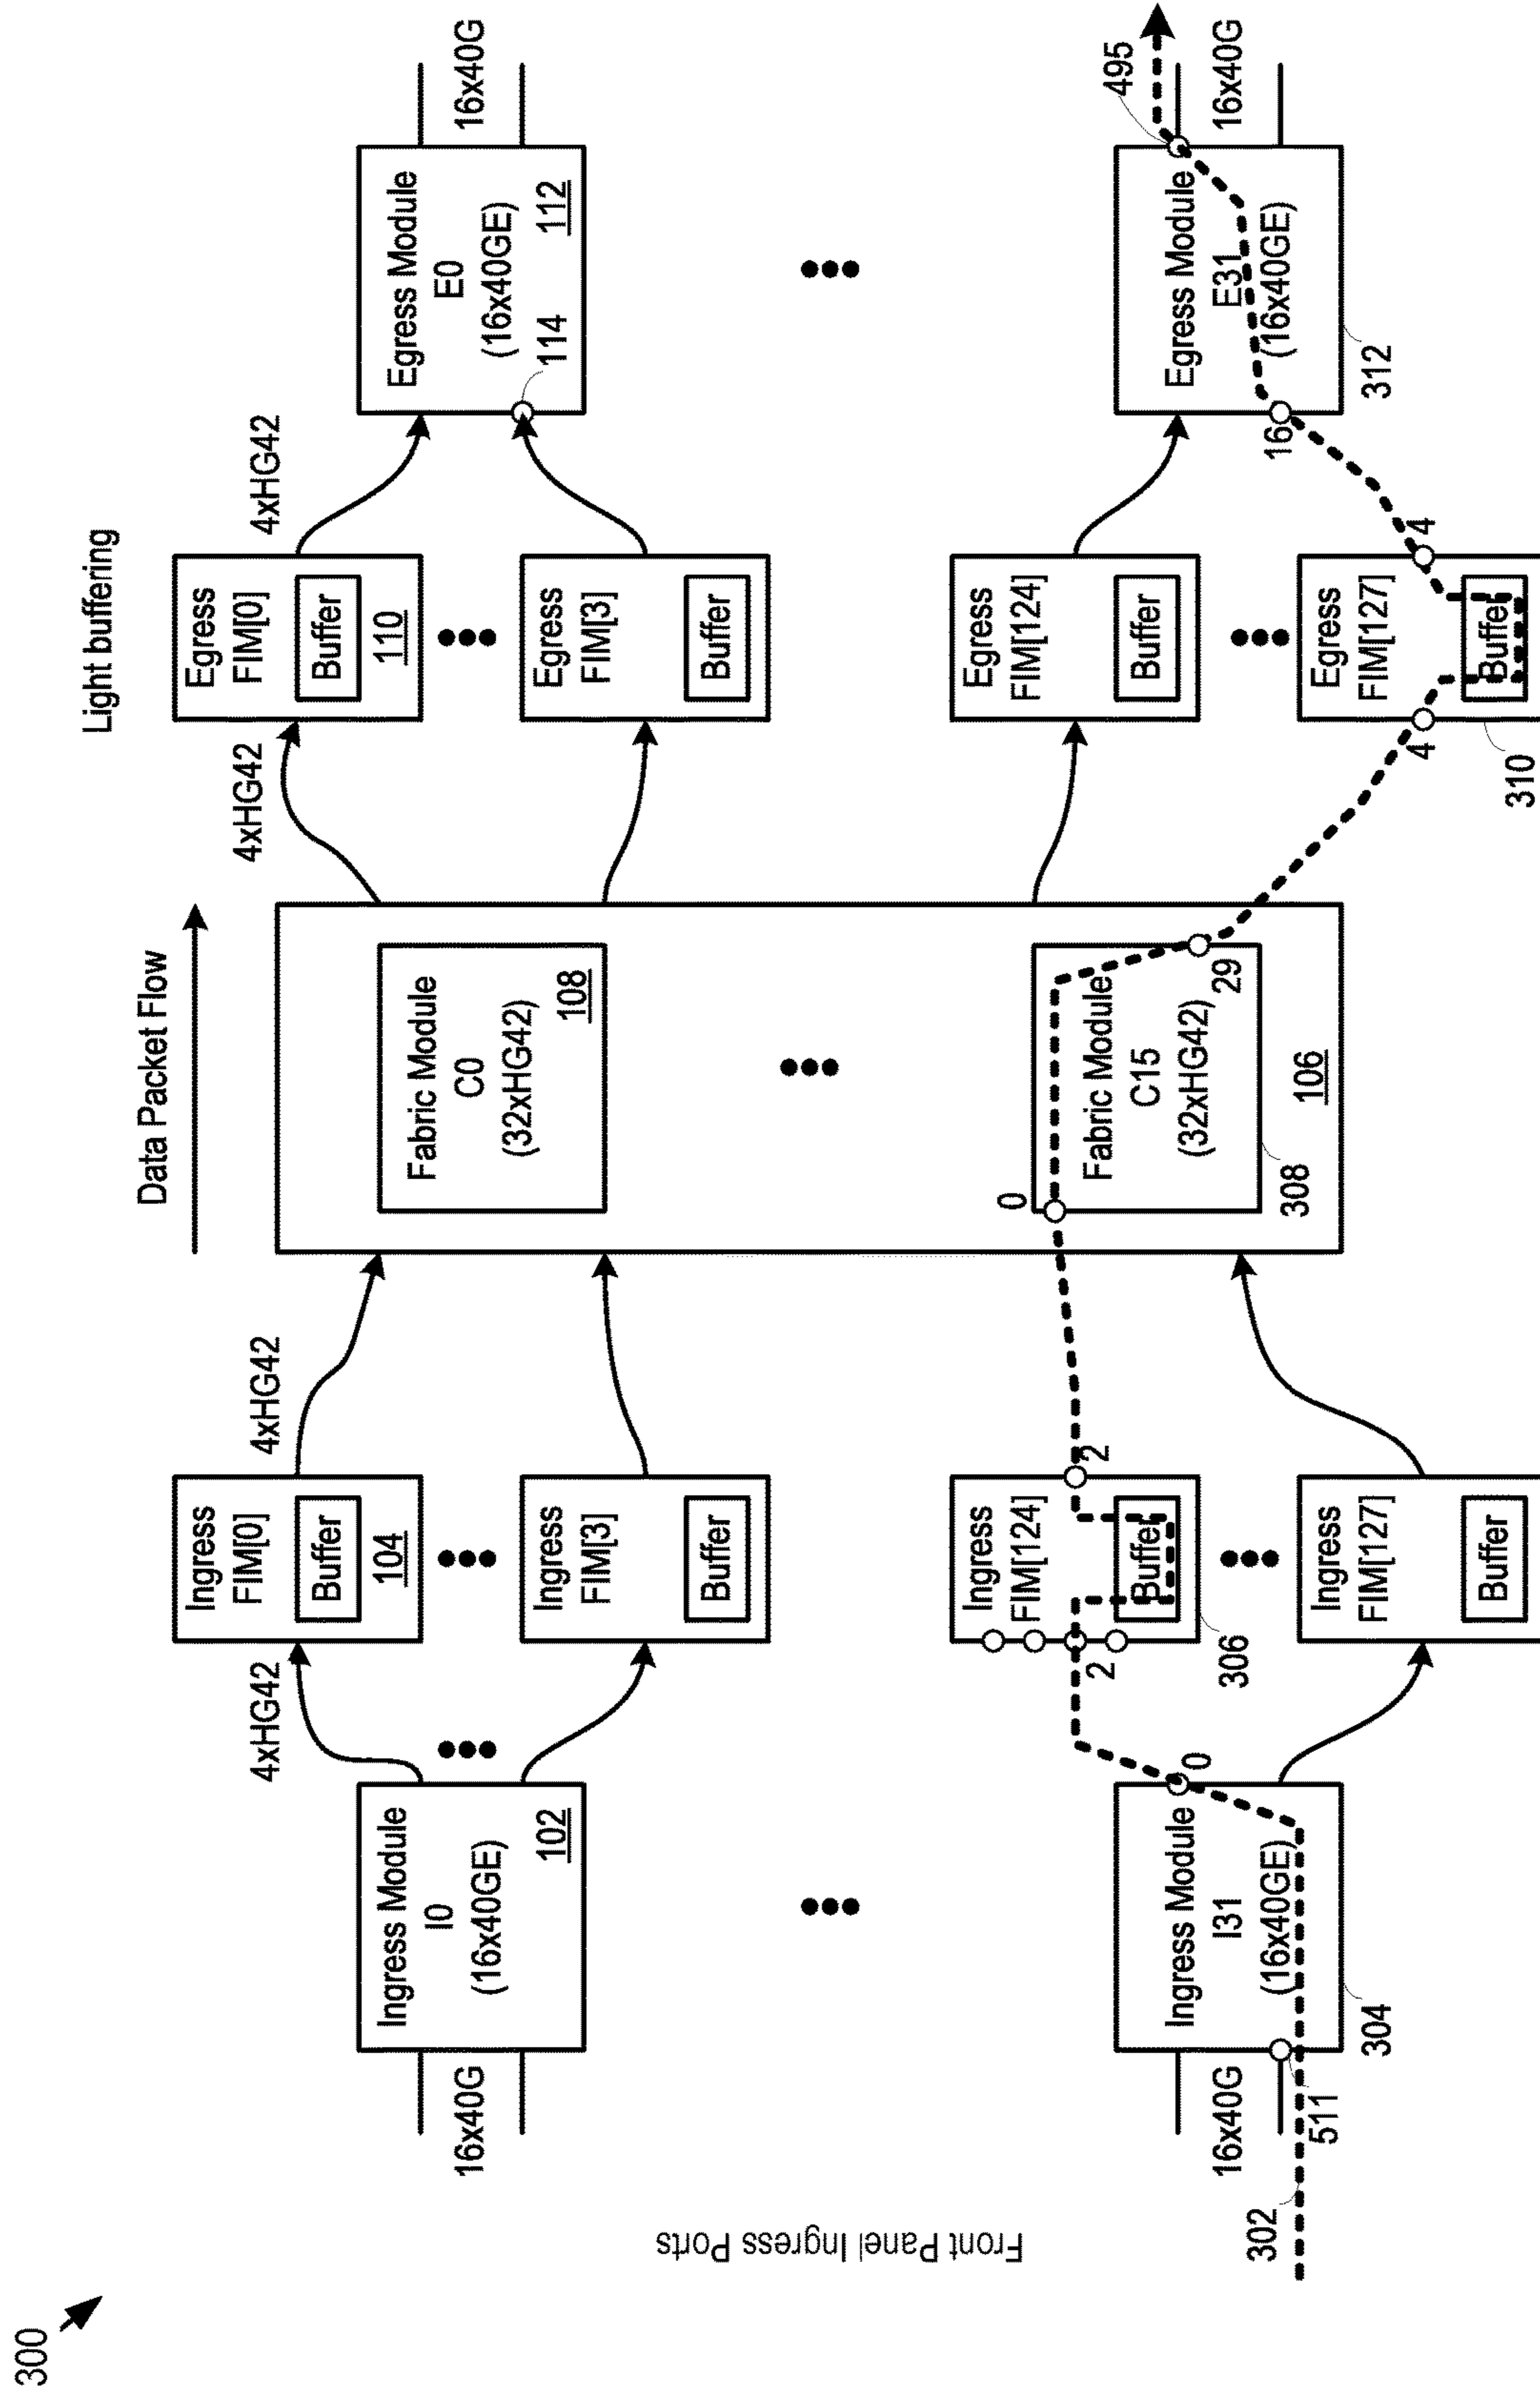 300
Front Panel Ingress Ports
Data Packet Flow
Light buffering
16x40G
Ingress Module
I0
(16x40GE)
102
4xHG42
Ingress
FIM[0]
Buffer
104
4xHG42
Ingress
FIM[3]
Buffer
Fabric Module
C0
(32xHG42)
108
4xHG42
Egress
FIM[0]
Buffer
110
4xHG42
Egress
FIM[3]
Buffer
Egress Module
E0
(16x40GE)
112
114
16x40G
302
511
16x40G
Ingress Module
I31
(16x40GE)
304
0
2
Ingress
FIM[124]
Buffer
306
2
Ingress
FIM[127]
Buffer
0
Fabric Module
C15
(32xHG42)
308
29
106
Egress
FIM[124]
Buffer
4
Egress
FIM[127]
Buffer
310
4
16
Egress Module
E31
(16x40GE)
312
495
16x40G